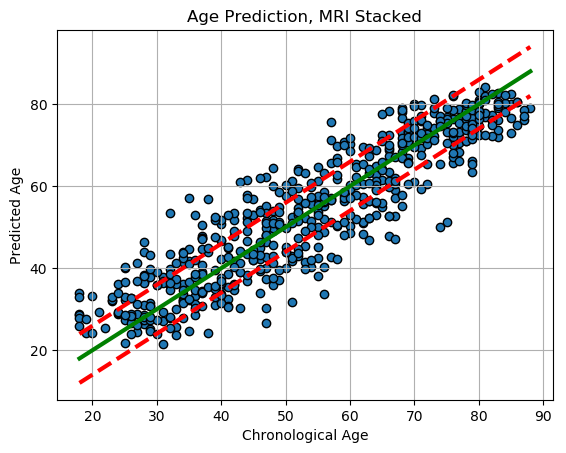 Age Prediction, MRI Stacked
Predicted Age
80
60
40
20
20 30 40 50 60 70 80 90
Chronological Age